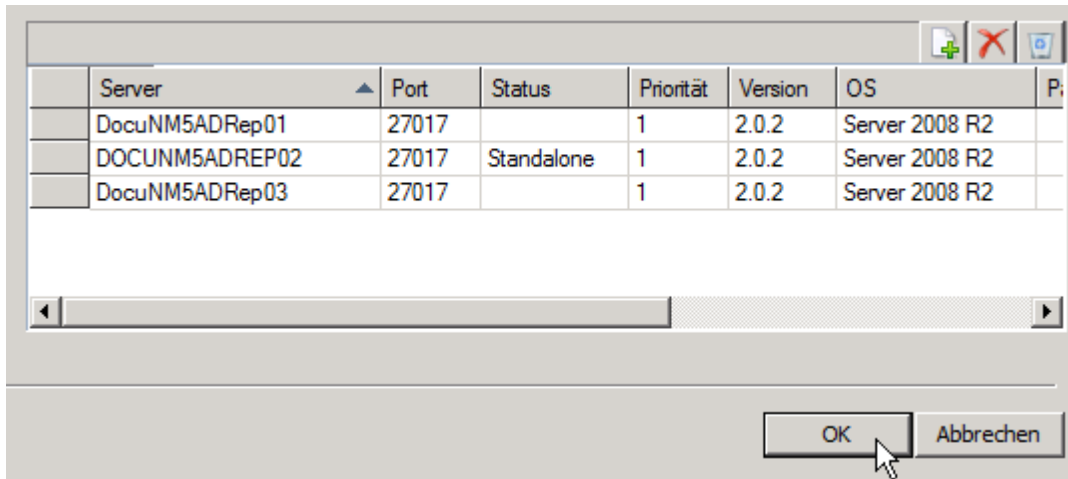 Server Port Status Priorität Version OS
DocuNM5ADRep01 27017 1 2.0.2 Server 2008 R2
DOCUNM5ADREP02 27017 Standalone 1 2.0.2 Server 2008 R2
DocuNM5ADRep03 27017 1 2.0.2 Server 2008 R2
OK Abbrechen